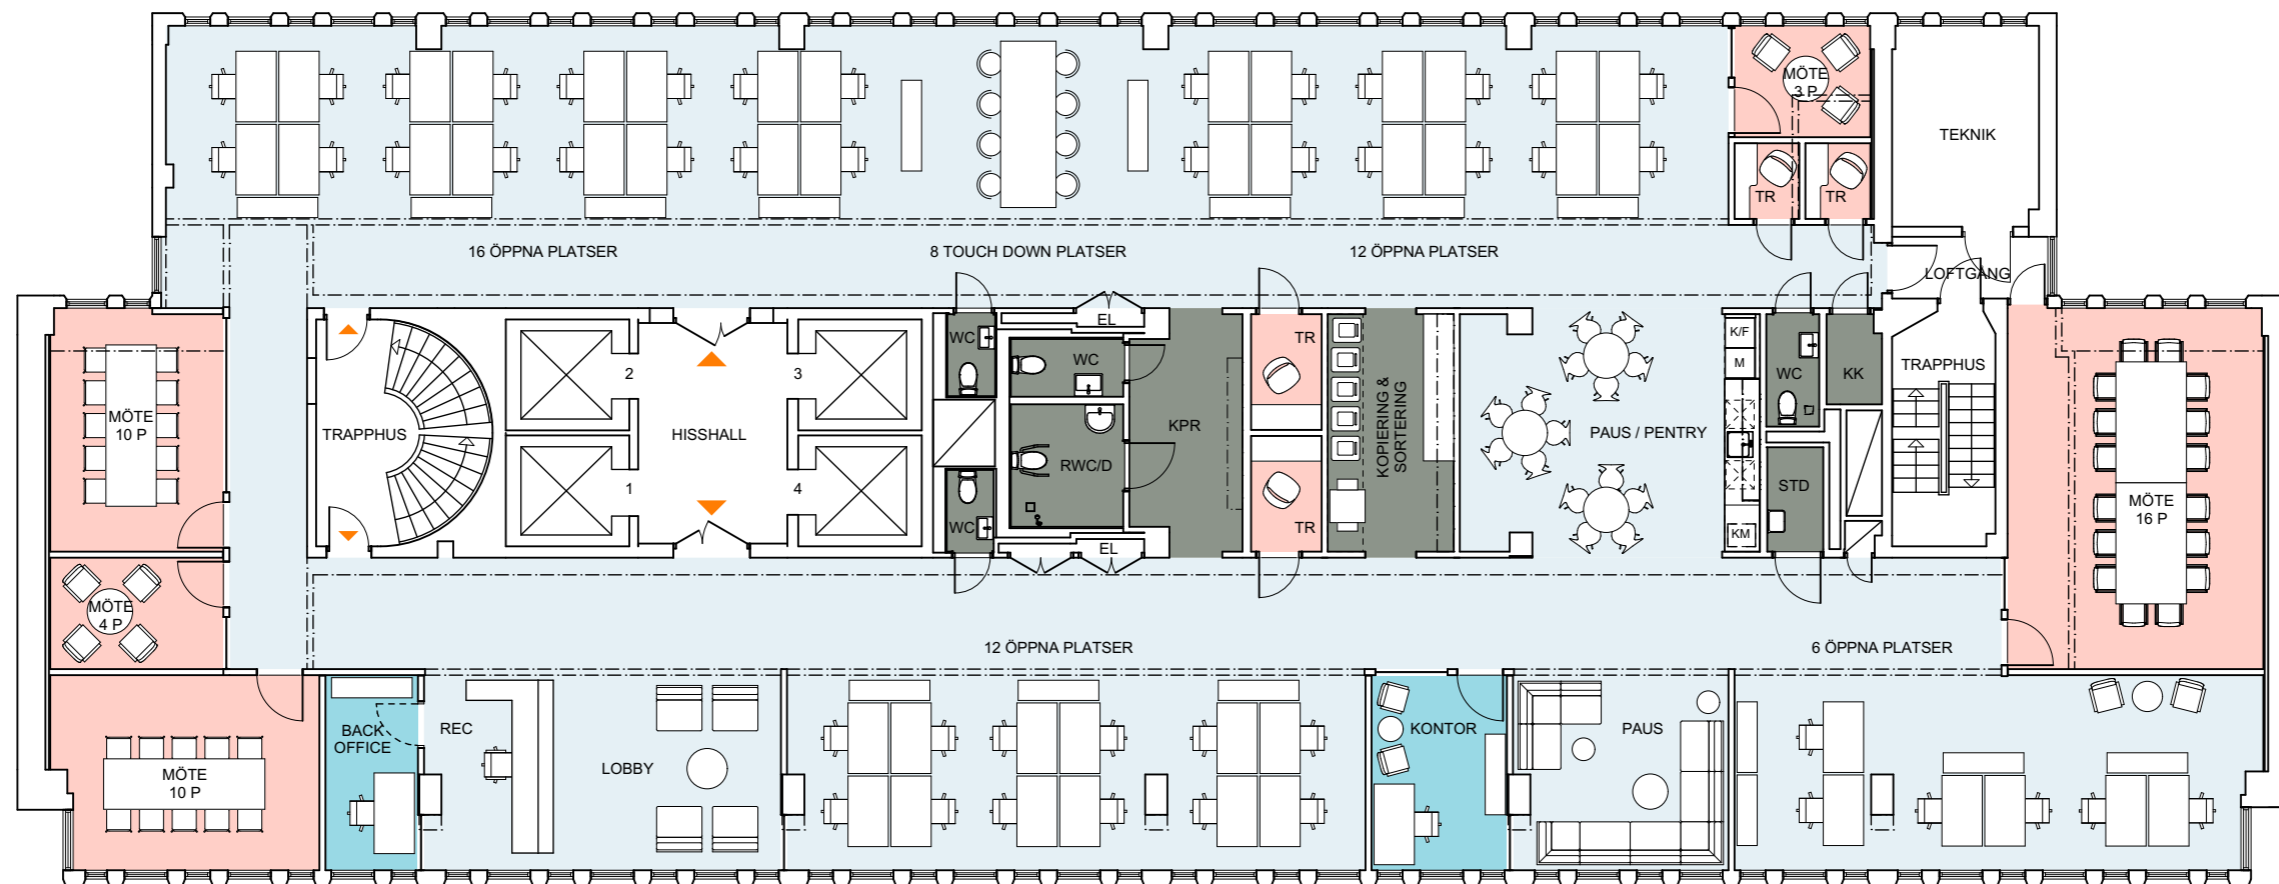 MÖTE
3 P
TEKNIK
TR
TR
16 ÖPPNA PLATSER
8 TOUCH DOWN PLATSER
12 ÖPPNA PLATSER
LOFTGÅNG
EL
WC
WC
TR
K/F
M
WC
KK
TRAPPHUS
2
3
MÖTE
10 P
TRAPPHUS
HISSHALL
KPR
KOPIERING &
SORTERING
PAUS / PENTRY
RWC/D
1
4
STD
MÖTE
16 P
WC
TR
KM
EL
MÖTE
4 P
12 ÖPPNA PLATSER
6 ÖPPNA PLATSER
BACK
OFFICE
REC
LOBBY
KONTOR
PAUS
MÖTE
10 P